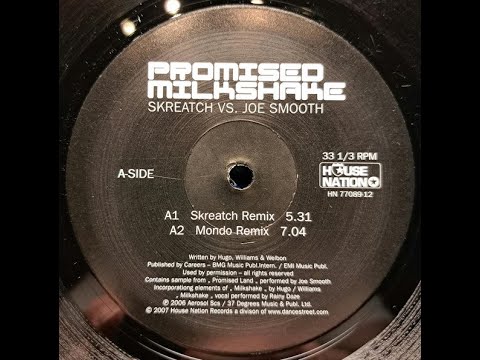 PROMISED
MILKSHAKE
SKREATCH VS. JOE SMOOTH
A-SIDE
33 1/3 RPM
HOUSE
NATION
HN 77089-12
A1 Skreatch Remix 5.31
A2 Mondo Remix 7.04
Written by Hugo, Williams & Welbon
Published by Careers – BMG Music Publ.Intern. / EMI Music Publ.
Used by permission – all rights reserved
Contains sample from „Promised Land„ performed by Joe Smooth
Incorporationg elements of „Milkshake„ by Hugo / Williams
„Milkshake„ vocal performed by Rainy Daze
℗ 2006 Aerosol Scs / 37 Degrees Music & Publ. Ltd.
© 2007 House Nation Records a divison of www.dancestreet.com